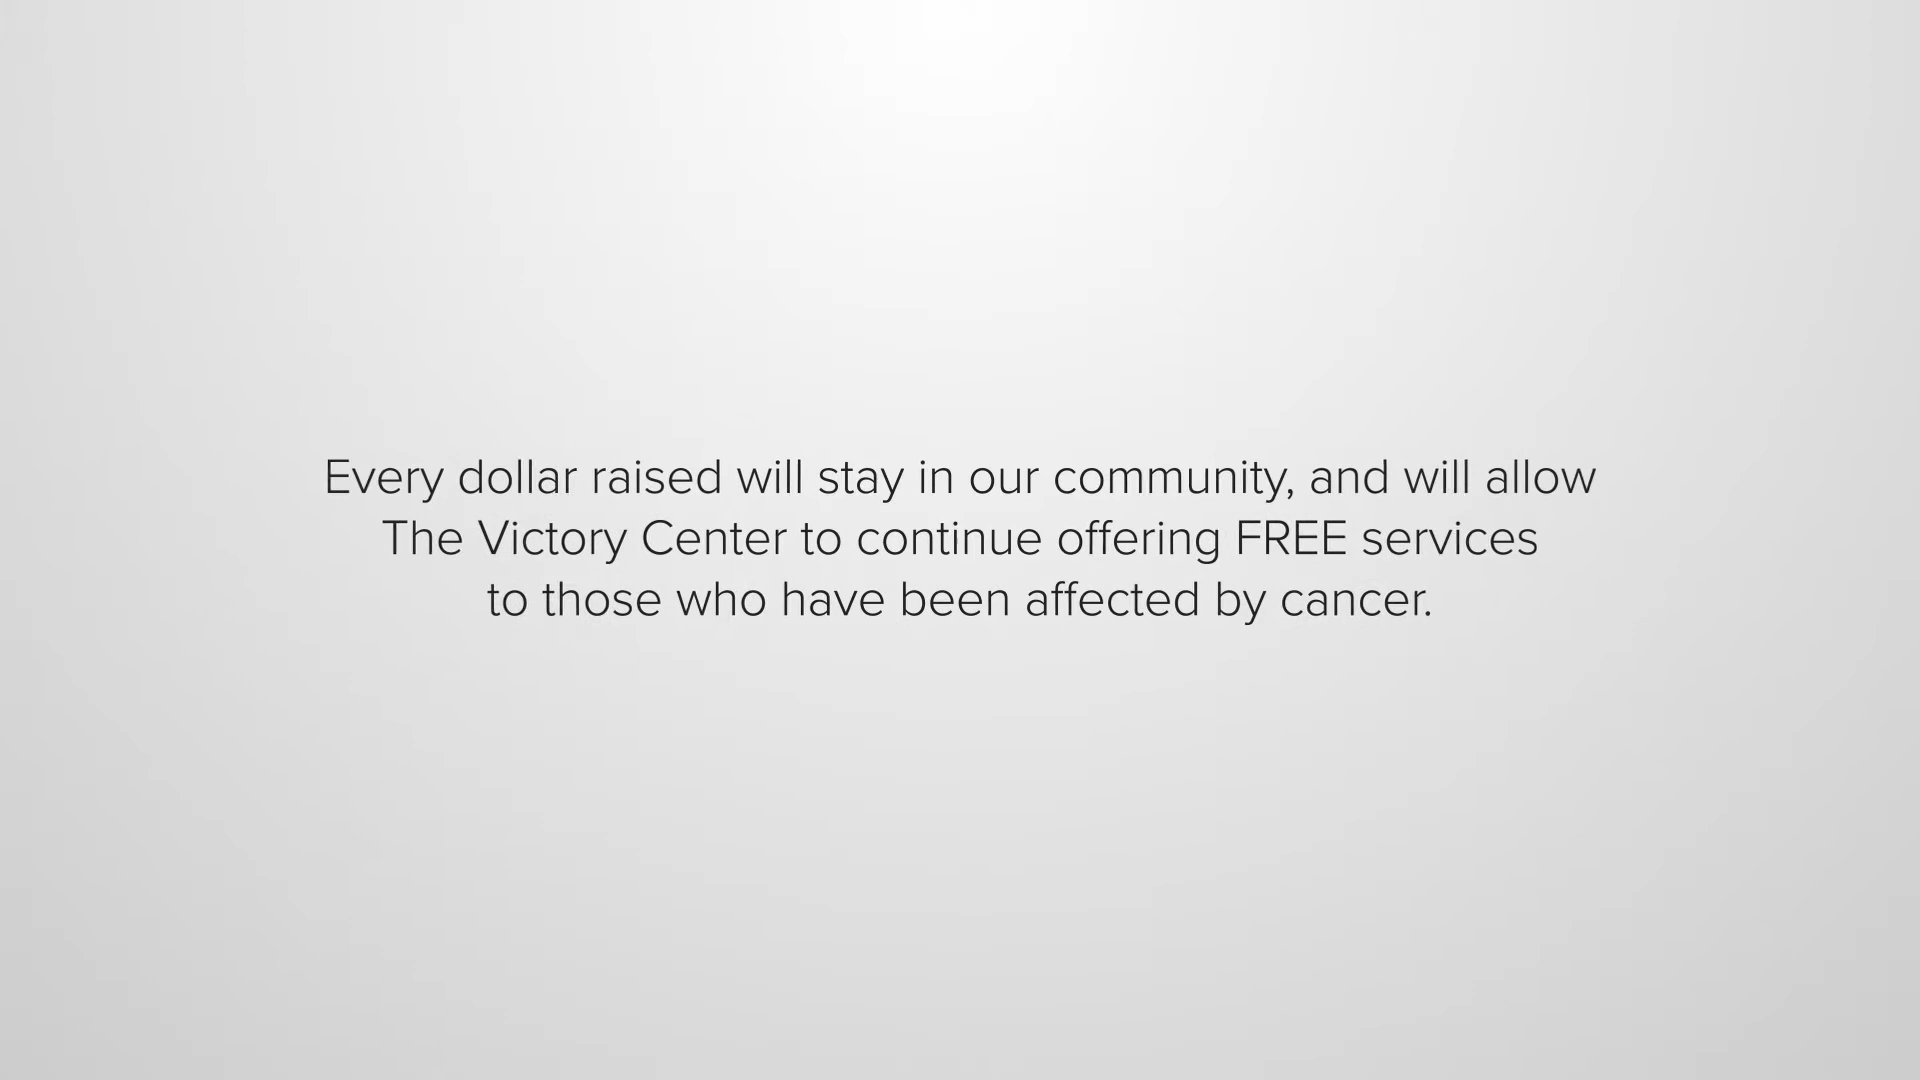 Every dollar raised will stay in our community, and will allow
The Victory Center to continue offering FREE services
to those who have been affected by cancer.